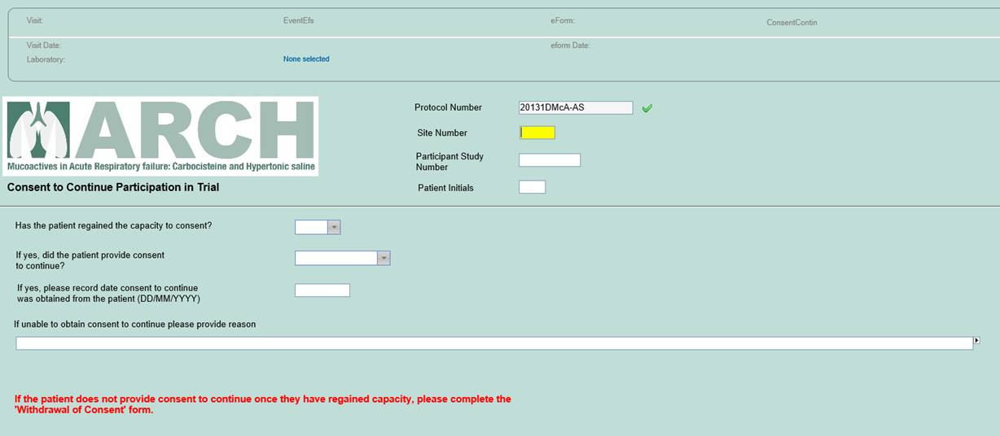 Visit: EventEfs eForm: ConsentContin
Visit Date: eform Date:
Laboratory: None selected
MARCH
Mucoactives in Acute Respiratory failure: Carbocisteine and Hypertonic saline
Consent to Continue Participation in Trial
Protocol Number 20131DMcA-AS
Site Number
Participant Study
Number
Patient Initials
Has the patient regained the capacity to consent?
If yes, did the patient provide consent
to continue?
If yes, please record date consent to continue
was obtained from the patient (DD/MM/YYYY)
If unable to obtain consent to continue please provide reason
If the patient does not provide consent to continue once they have regained capacity, please complete the
'Withdrawal of Consent' form.